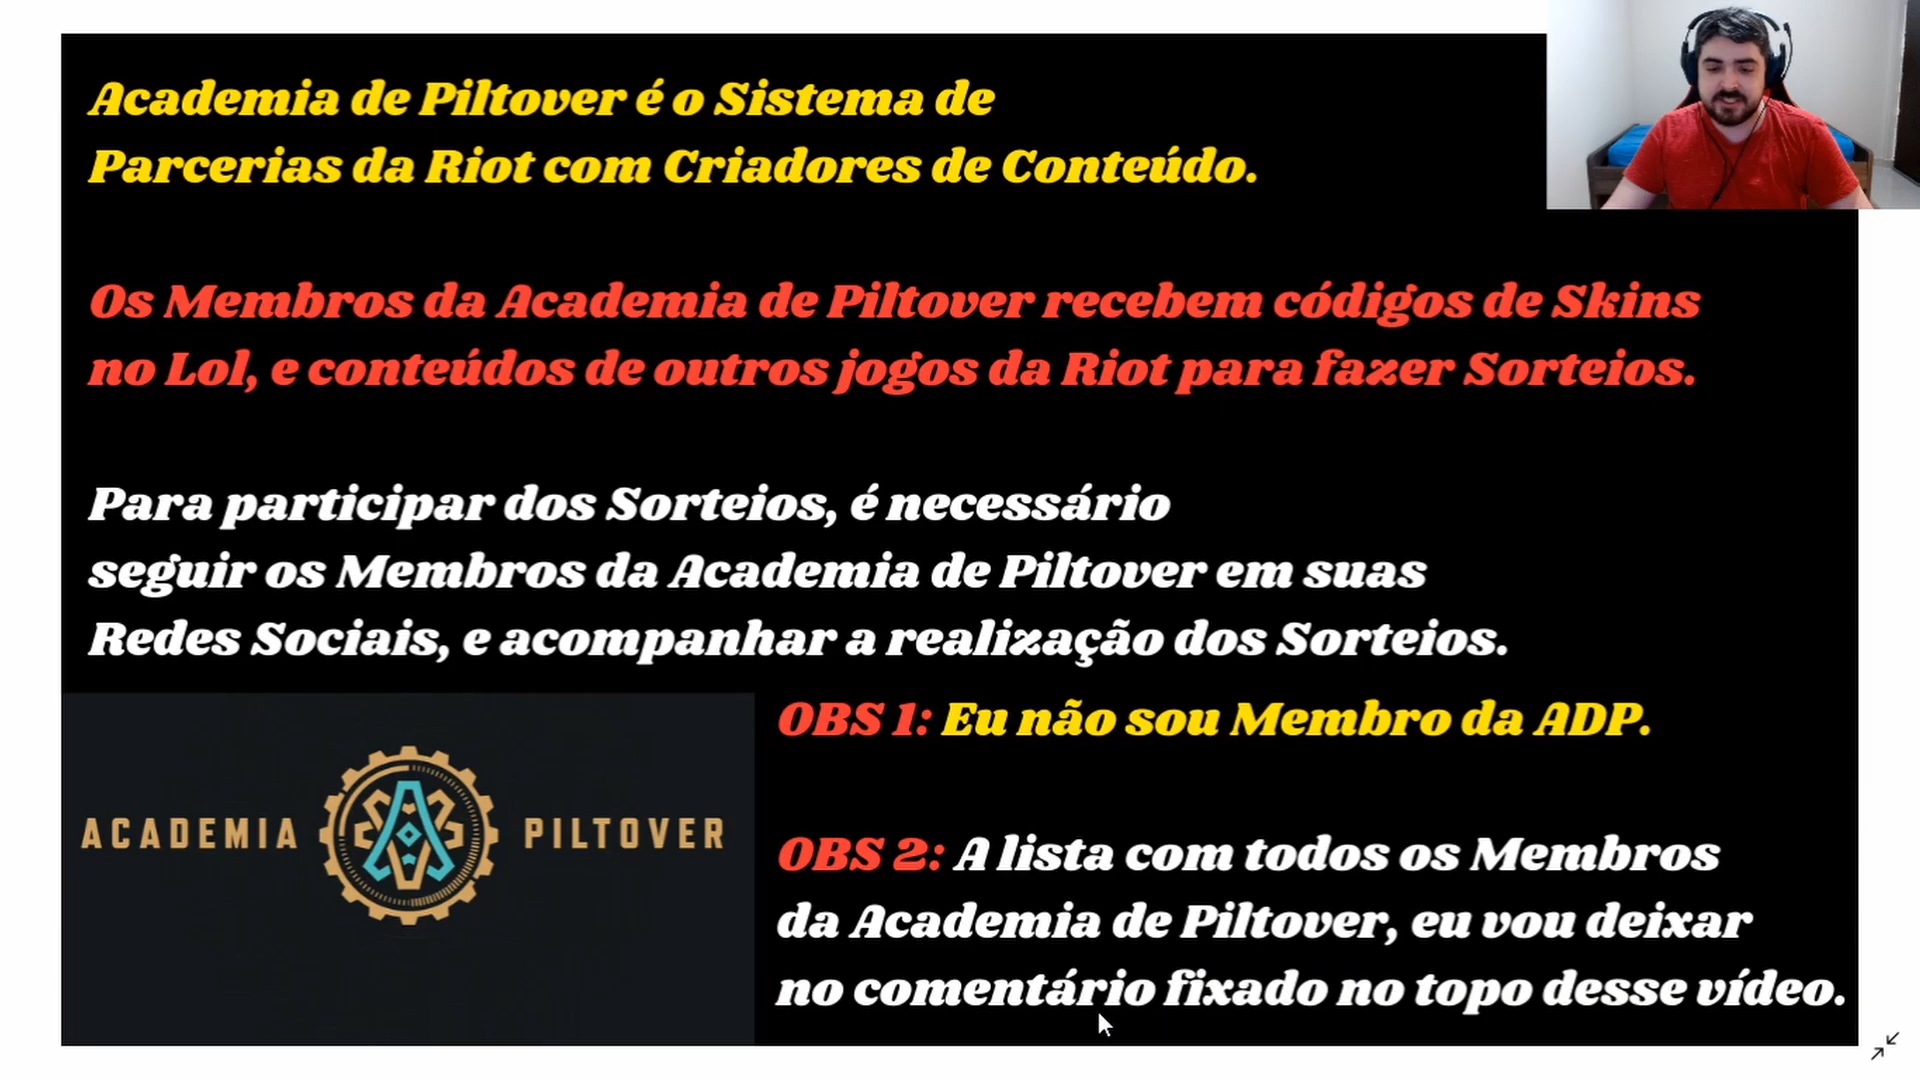 Academia de Piltover é o Sistema de
Parcerias da Riot com Criadores de Conteúdo.
Os Membros da Academia de Piltover recebem códigos de Skins
no Lol, e conteúdos de outros jogos da Riot para fazer Sorteios.
Para participar dos Sorteios, é necessário
seguir os Membros da Academia de Piltover em suas
Redes Sociais, e acompanhar a realização dos Sorteios.
ACADEMIA PILTOVER
OBS 1: Eu não sou Membro da ADP.
OBS 2: A lista com todos os Membros
da Academia de Piltover, eu vou deixar
no comentário fixado no topo desse vídeo.